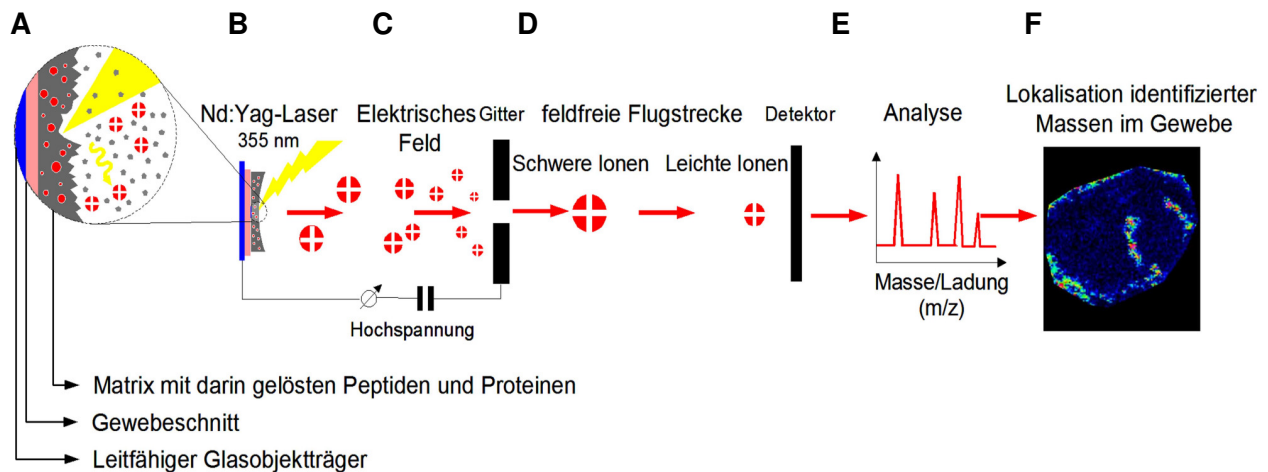 A B C D E F
Nd:Yag-Laser
355 nm
Elektrisches
Feld
Gitter
feldfreie Flugstrecke
Schwere Ionen
Leichte Ionen
Detektor
Analyse
Masse/Ladung
(m/z)
Lokalisation identifizierter
Massen im Gewebe
Hochspannung
Matrix mit darin gelösten Peptiden und Proteinen
Gewebeschnitt
Leitfähiger Glasobjektträger